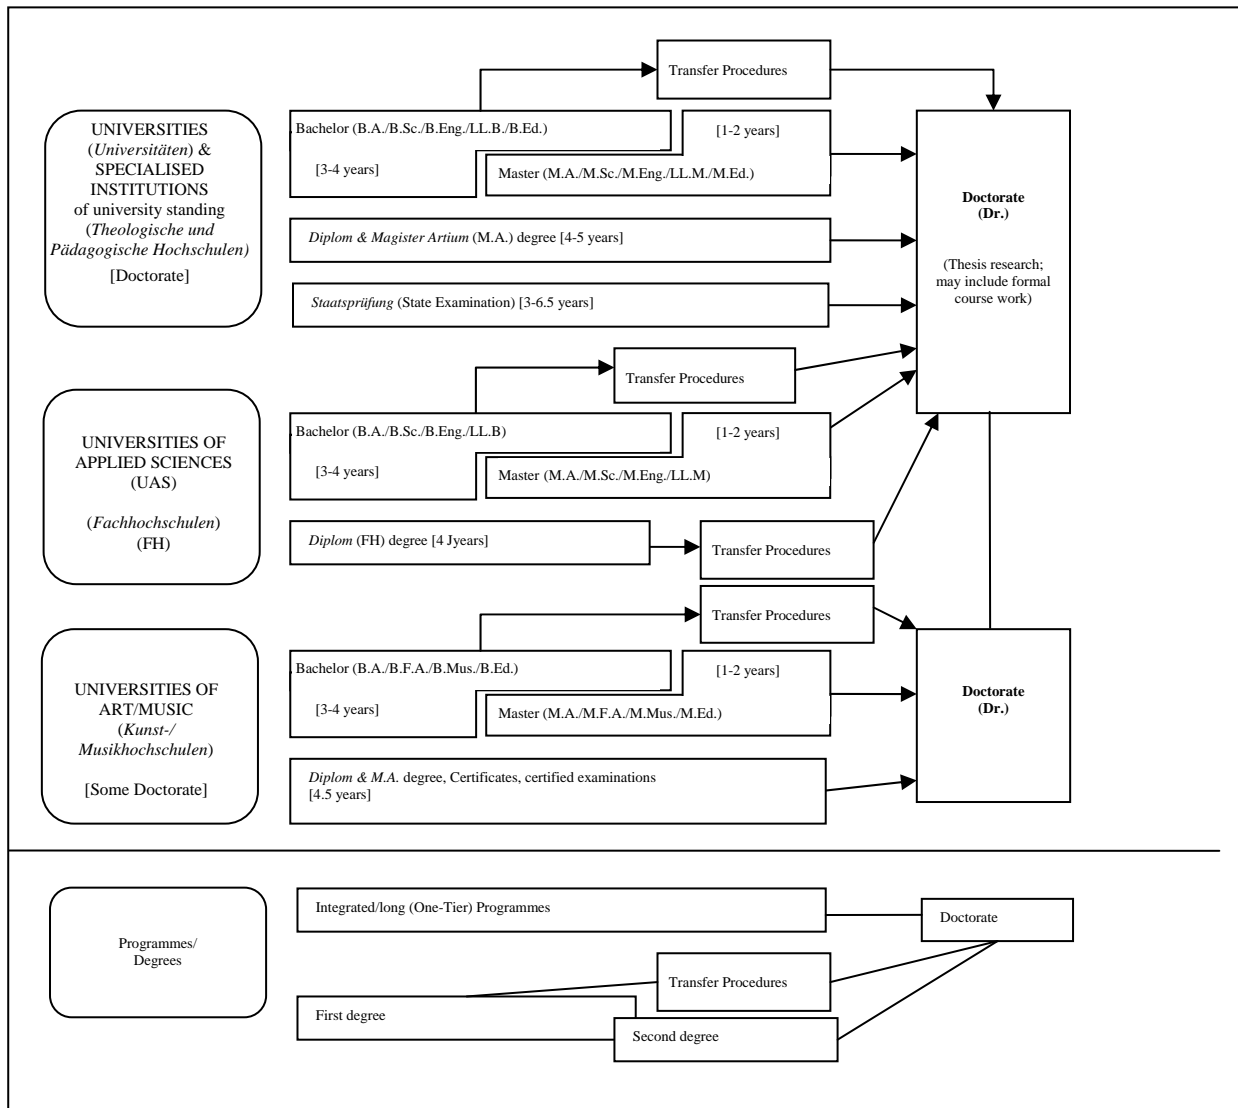 Transfer Procedures
UNIVERSITIES
(Universitäten) &
SPECIALISED
INSTITUTIONS
of university standing
(Theologische und
Pädagogische Hochschulen)
[Doctorate]
Bachelor (B.A./B.Sc./B.Eng./LL.B./B.Ed.)
[1-2 years]
[3-4 years]
Master (M.A./M.Sc./M.Eng./LL.M./M.Ed.)
Diplom & Magister Artium (M.A.) degree [4-5 years]
Staatsprüfung (State Examination) [3-6.5 years]
Doctorate
(Dr.)
(Thesis research;
may include formal
course work)
Transfer Procedures
UNIVERSITIES OF
APPLIED SCIENCES
(UAS)
(Fachhochschulen)
(FH)
Bachelor (B.A./B.Sc./B.Eng./LL.B)
[1-2 years]
[3-4 years]
Master (M.A./M.Sc./M.Eng./LL.M)
Diplom (FH) degree [4 Jyears]
Transfer Procedures
Transfer Procedures
UNIVERSITIES OF
ART/MUSIC
(Kunst-/
Musikhochschulen)
[Some Doctorate]
Bachelor (B.A./B.F.A./B.Mus./B.Ed.)
[1-2 years]
[3-4 years]
Master (M.A./M.F.A./M.Mus./M.Ed.)
Diplom & M.A. degree, Certificates, certified examinations
[4.5 years]
Doctorate
(Dr.)
Programmes/
Degrees
Integrated/long (One-Tier) Programmes
Doctorate
Transfer Procedures
First degree
Second degree